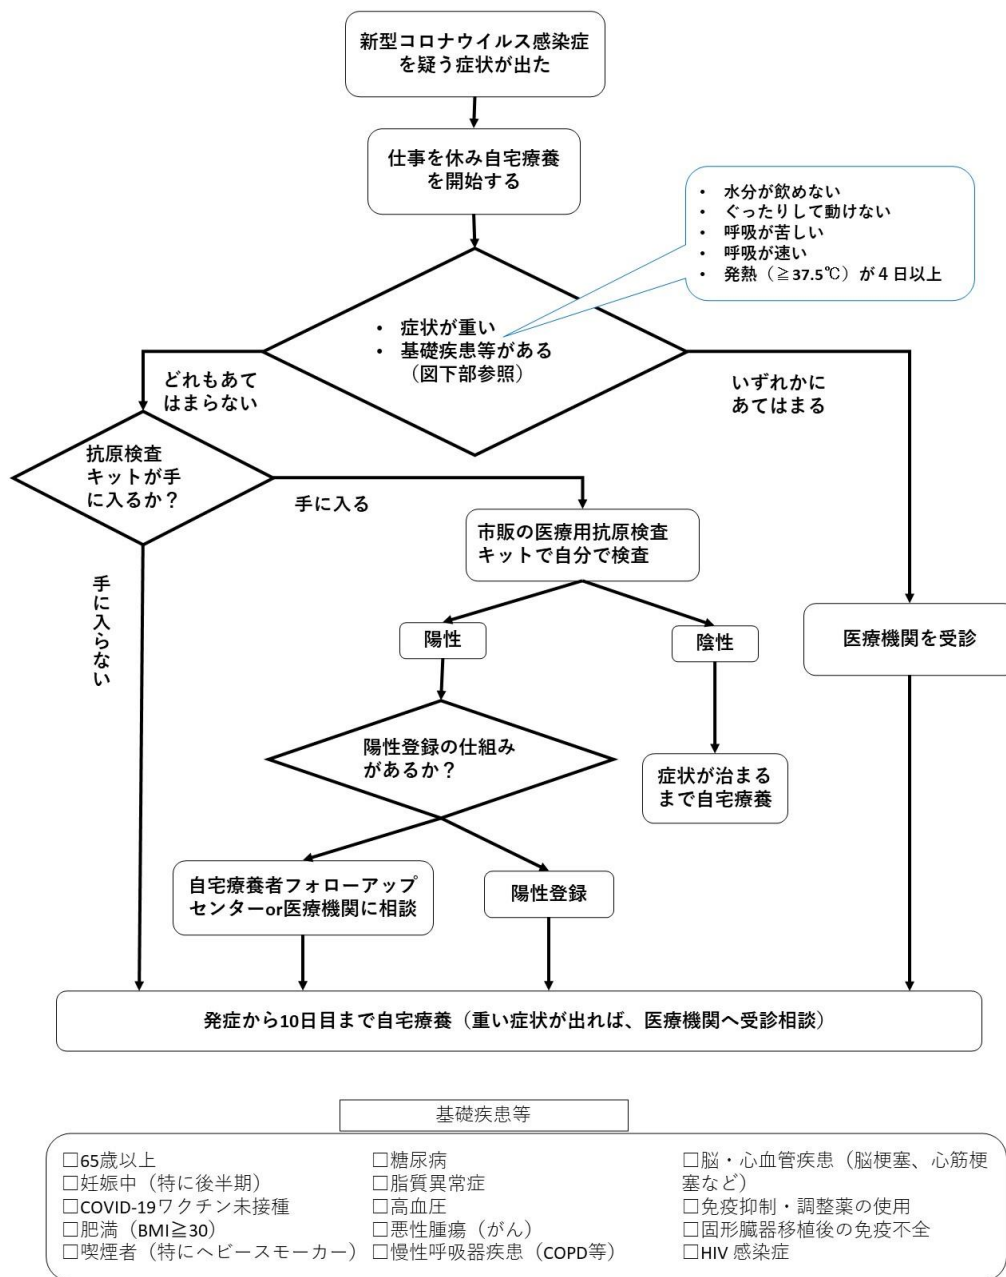 新型コロナウイルス感染症
を疑う症状が出た
仕事を休み自宅療養
を開始する
• 水分が飲めない
• ぐったりして動けない
• 呼吸が苦しい
• 呼吸が速い
• 発熱（≧37.5℃）が４日以上
• 症状が重い
• 基礎疾患等がある
（図下部参照）
どれもあて
はまらない
いずれかに
あてはまる
抗原検査
キットが手
に入るか？
手に入る
手に入らない
市販の医療用抗原検査
キットで自分で検査
陽性
陰性
医療機関を受診
陽性登録の仕組み
があるか？
症状が治まる
まで自宅療養
自宅療養者フォローアップ
センターor医療機関に相談
陽性登録
発症から10日目まで自宅療養（重い症状が出れば、医療機関へ受診相談）
基礎疾患等
□65歳以上
□妊娠中（特に後半期）
□COVID-19ワクチン未接種
□肥満（BMI≧30）
□喫煙者（特にヘビースモーカー）
□糖尿病
□脂質異常症
□高血圧
□悪性腫瘍（がん）
□慢性呼吸器疾患（COPD等）
□脳・心血管疾患（脳梗塞、心筋梗
塞など）
□免疫抑制・調整薬の使用
□固形臓器移植後の免疫不全
□HIV 感染症